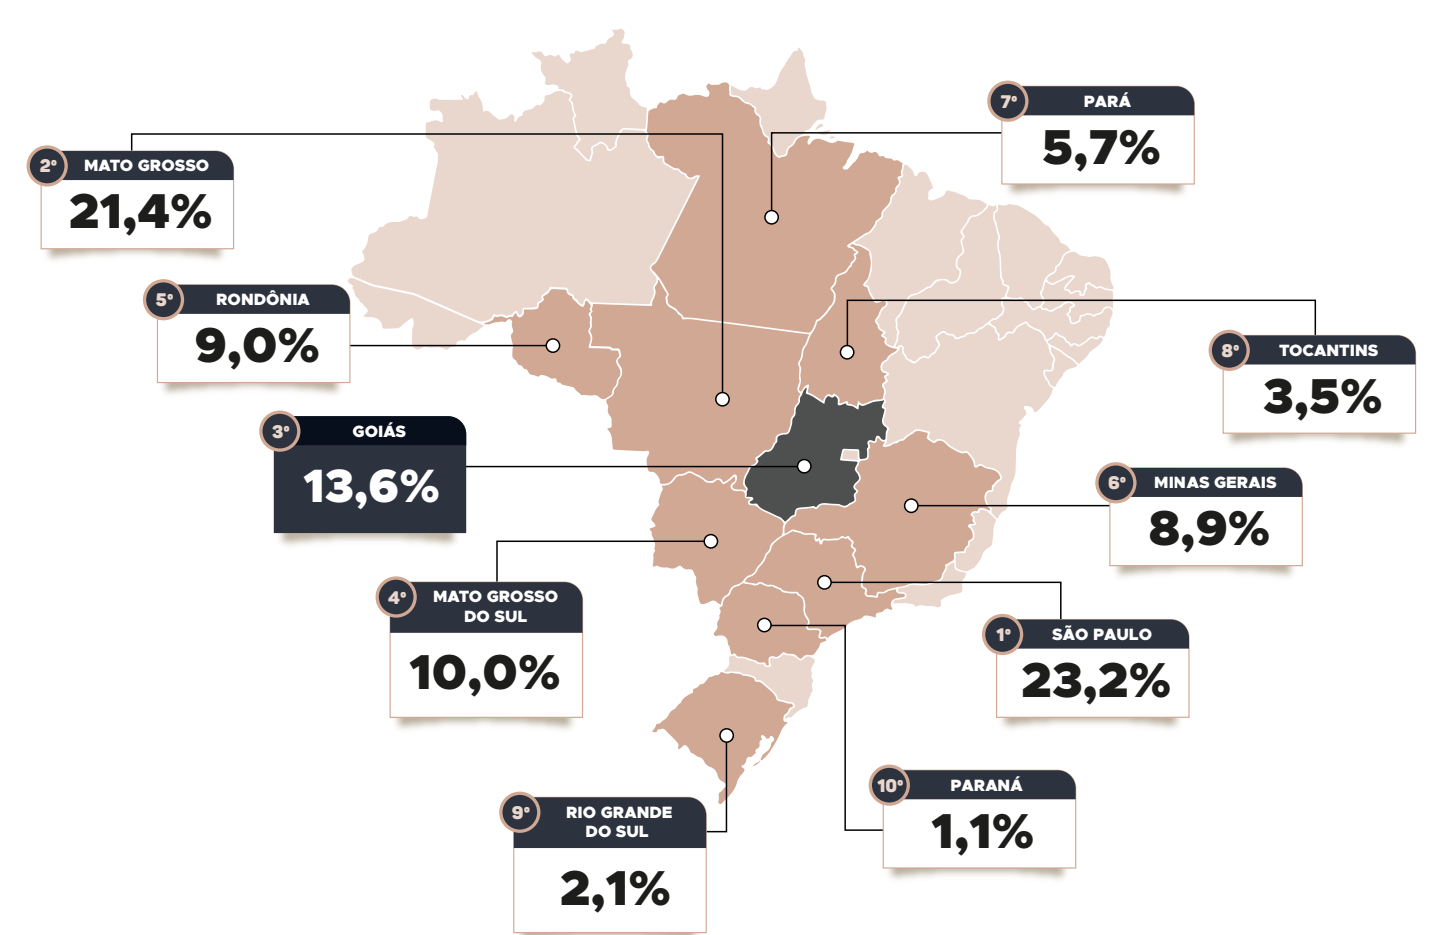 7º
PARÁ
5,7%
2º
MATO GROSSO
21,4%
5º
RONDÔNIA
9,0%
8º
TOCANTINS
3,5%
3º
GOIÁS
13,6%
6º
MINAS GERAIS
8,9%
4º
MATO GROSSO
DO SUL
10,0%
1º
SÃO PAULO
23,2%
10º
PARANÁ
1,1%
9º
RIO GRANDE
DO SUL
2,1%